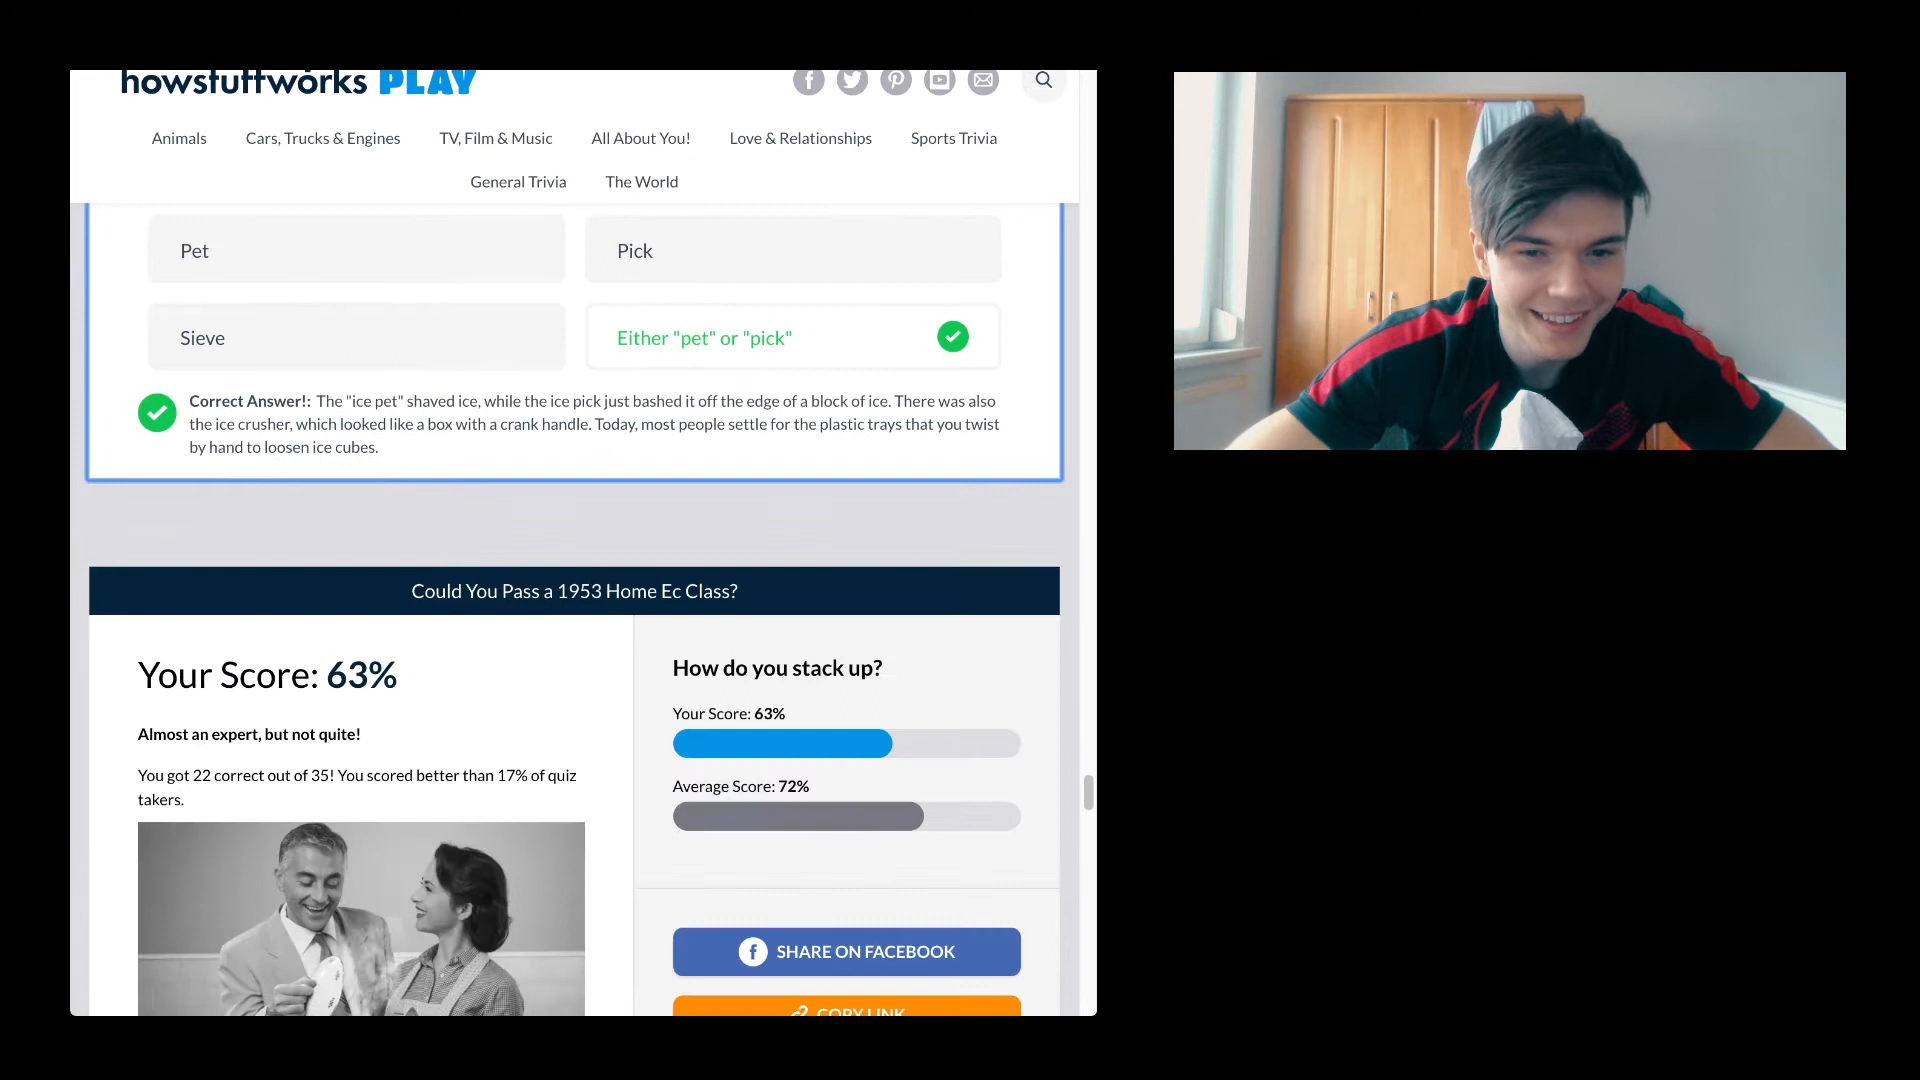 howstuffworks PLAY
Animals
Cars, Trucks & Engines
TV, Film & Music
All About You!
Love & Relationships
Sports Trivia
General Trivia
The World
Pet
Pick
Sieve
Either "pet" or "pick"
Correct Answer!: The "ice pet" shaved ice, while the ice pick just bashed it off the edge of a block of ice. There was also
the ice crusher, which looked like a box with a crank handle. Today, most people settle for the plastic trays that you twist
by hand to loosen ice cubes.
Could You Pass a 1953 Home Ec Class?
Your Score: 63%
Almost an expert, but not quite!
You got 22 correct out of 35! You scored better than 17% of quiz
takers.
How do you stack up?
Your Score: 63%
Average Score: 72%
SHARE ON FACEBOOK
COPY LINK